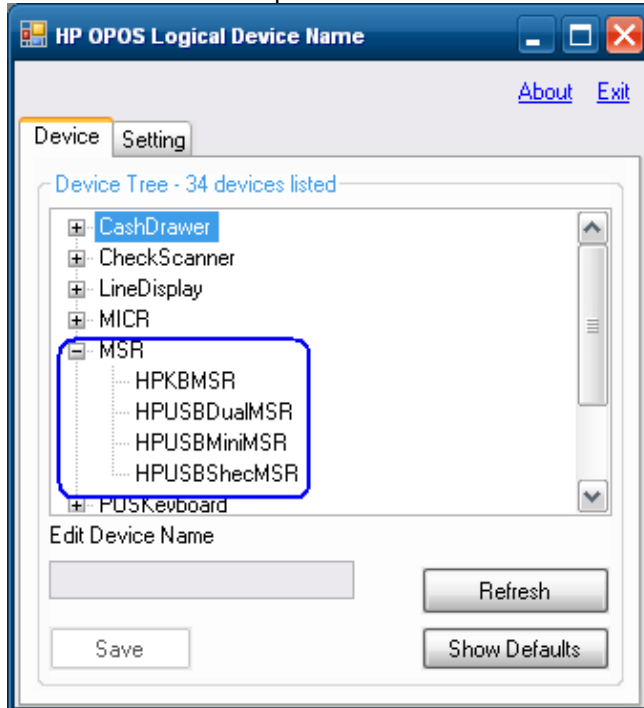 HP OPOS Logical Device Name
About Exit
Device Setting
Device Tree - 34 devices listed
CashDrawer
CheckScanner
LineDisplay
MICR
MSR
HPKBMSR
HPUSBDualMSR
HPUSBMiniMSR
HPUSBShecMSR
POSKeyboard
Edit Device Name
Refresh
Save Show Defaults